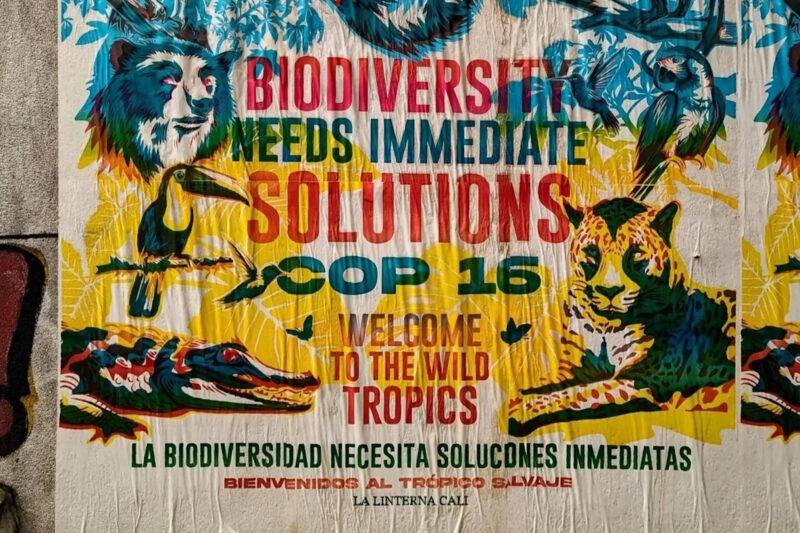 BIODIVERSITY
NEEDS IMMEDIATE
SOLUTIONS
COP 16
WELCOME
TO THE WILD
TROPICS
LA BIODIVERSIDAD NECESITA SOLUCDNES INMEDIATAS
BIENVENIDOS AL TRÓPICO SALVAJE
LA LINTERNA CALI